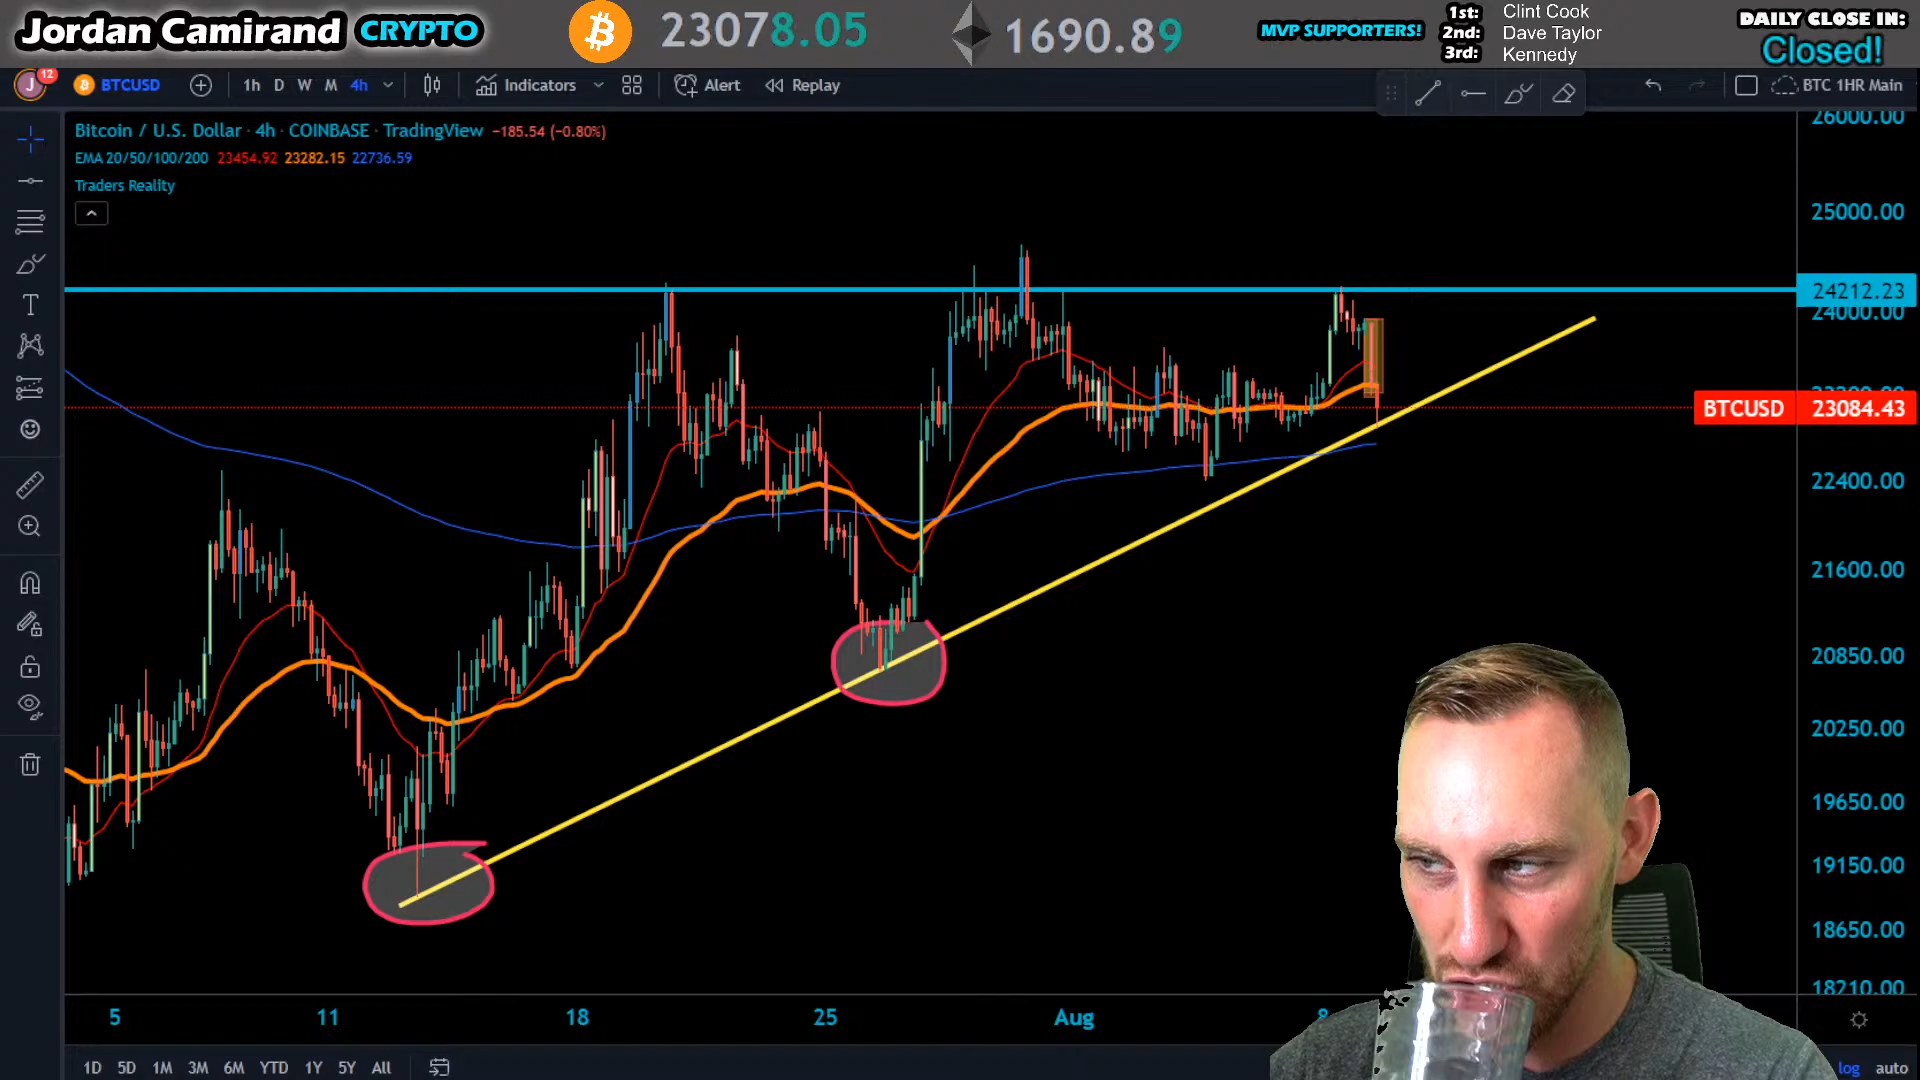 Jordan Camirand CRYPTO
23078.05
1690.89
MVP SUPPORTERS!
1st: Clint Cook
2nd: Dave Taylor
3rd: Kennedy
DAILY CLOSE IN:
Closed!
J 12 BTCUSD 1h D W M 4h Indicators Alert Replay BTC 1HR Main
Bitcoin / U.S. Dollar · 4h · COINBASE · TradingView −185.54 (−0.80%)
EMA 20/50/100/200 23454.92 23282.15 22736.59
Traders Reality
26000.00
25000.00
24212.23
24000.00
BTCUSD 23084.43
22400.00
21600.00
20850.00
20250.00
19650.00
19150.00
18650.00
18210.00
5 11 18 25 Aug 8
1D 5D 1M 3M 6M YTD 1Y 5Y All log auto